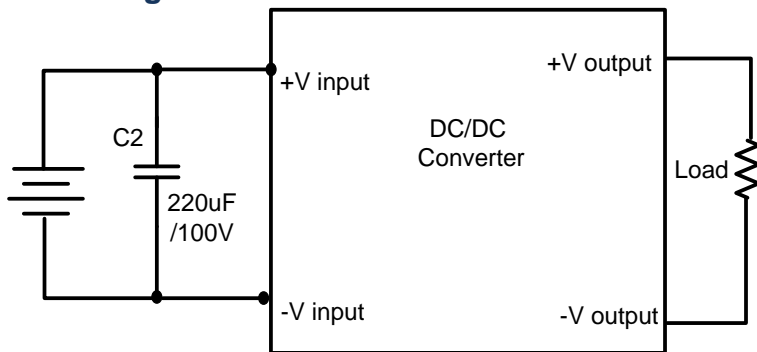 +V input
+V output
C2
DC/DC
Converter
Load
220uF
/100V
-V input
-V output